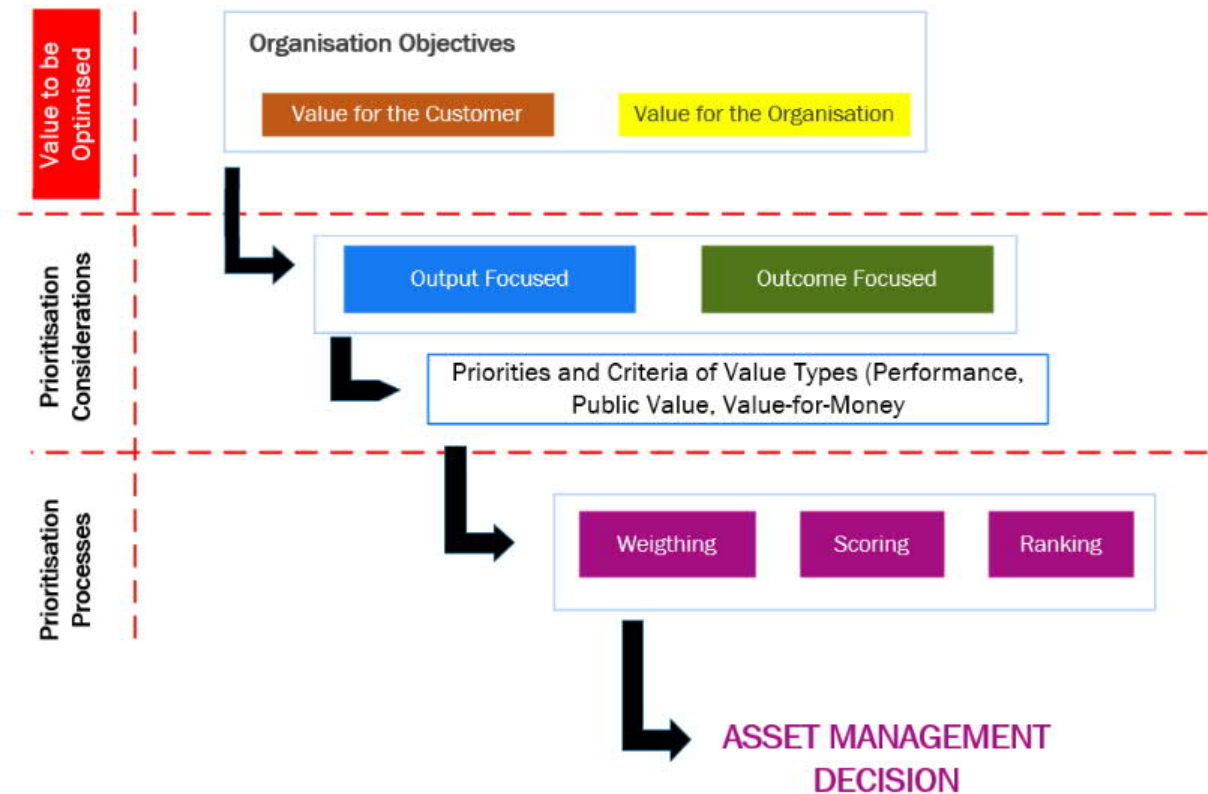 Value to be
Optimised
Organisation Objectives
Value for the Customer
Value for the Organisation
Prioritisation
Considerations
Output Focused
Outcome Focused
Priorities and Criteria of Value Types (Performance,
Public Value, Value-for-Money
Prioritisation
Processes
Weigthing
Scoring
Ranking
ASSET MANAGEMENT
DECISION